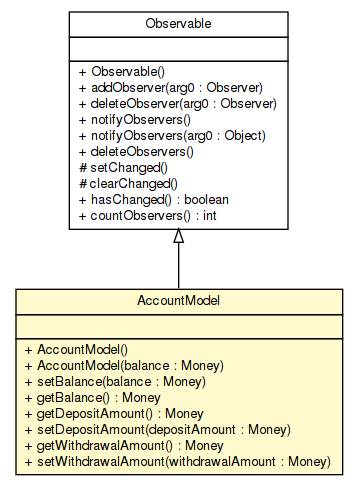 Observable
+ Observable()
+ addObserver(arg0 : Observer)
+ deleteObserver(arg0 : Observer)
+ notifyObservers()
+ notifyObservers(arg0 : Object)
+ deleteObservers()
# setChanged()
# clearChanged()
+ hasChanged() : boolean
+ countObservers() : int
AccountModel
+ AccountModel()
+ AccountModel(balance : Money)
+ setBalance(balance : Money)
+ getBalance() : Money
+ getDepositAmount() : Money
+ setDepositAmount(depositAmount : Money)
+ getWithdrawalAmount() : Money
+ setWithdrawalAmount(withdrawalAmount : Money)